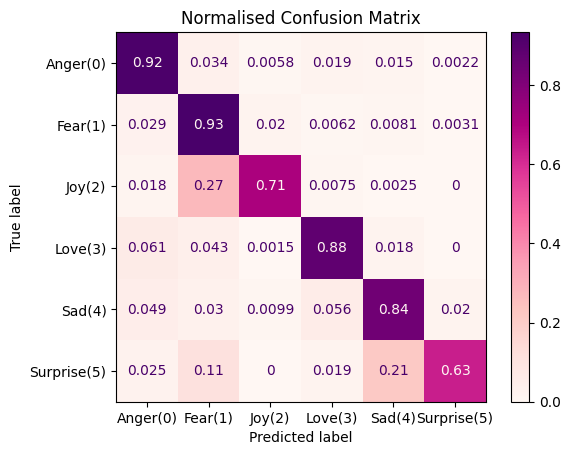 Normalised Confusion Matrix
True label
Anger(0) 0.92 0.034 0.0058 0.019 0.015 0.0022
Fear(1) 0.029 0.93 0.02 0.0062 0.0081 0.0031
Joy(2) 0.018 0.27 0.71 0.0075 0.0025 0
Love(3) 0.061 0.043 0.0015 0.88 0.018 0
Sad(4) 0.049 0.03 0.0099 0.056 0.84 0.02
Surprise(5) 0.025 0.11 0 0.019 0.21 0.63
Anger(0) Fear(1) Joy(2) Love(3) Sad(4) Surprise(5)
Predicted label
0.8
0.6
0.4
0.2
0.0